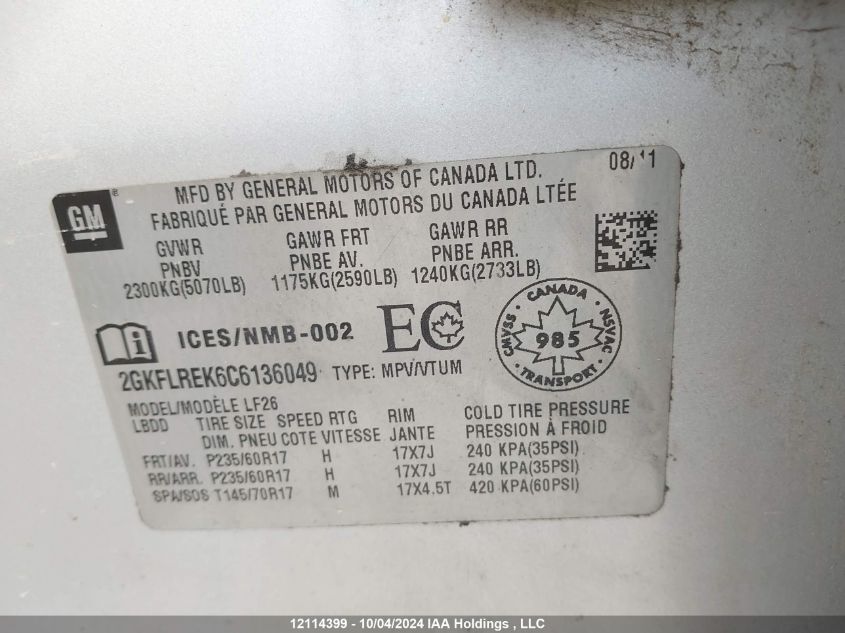 08/11
MFD BY GENERAL MOTORS OF CANADA LTD.
FABRIQUÉ PAR GENERAL MOTORS DU CANADA LTÉE
GM ®
GVWR GAWR FRT GAWR RR
PNBV PNBE AV. PNBE ARR.
2300KG(5070LB) 1175KG(2590LB) 1240KG(2733LB)
ICES/NMB-002 EC
CANADA
CMVSS 985 NSVAC
TRANSPORT
2GKFLREK6C6136049 TYPE: MPV/VTUM
MODEL/MODÈLE LF26
LBDD TIRE SIZE SPEED RTG RIM COLD TIRE PRESSURE
DIM. PNEU COTE VITESSE JANTE PRESSION À FROID
FRT/AV. P235/60R17 H 17X7J 240 KPA(35PSI)
RR/ARR. P235/60R17 H 17X7J 240 KPA(35PSI)
SPA/SOS T145/70R17 M 17X4.5T 420 KPA(60PSI)
12114399 - 10/04/2024 IAA Holdings , LLC